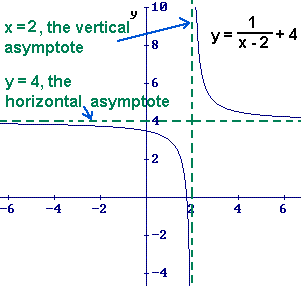 y
x = 2, the vertical
asymptote
y = 1/(x - 2) + 4
y = 4, the
horizontal asymptote
10
8
6
4
2
-2
-4
-6 -4 -2 0 2 4 6